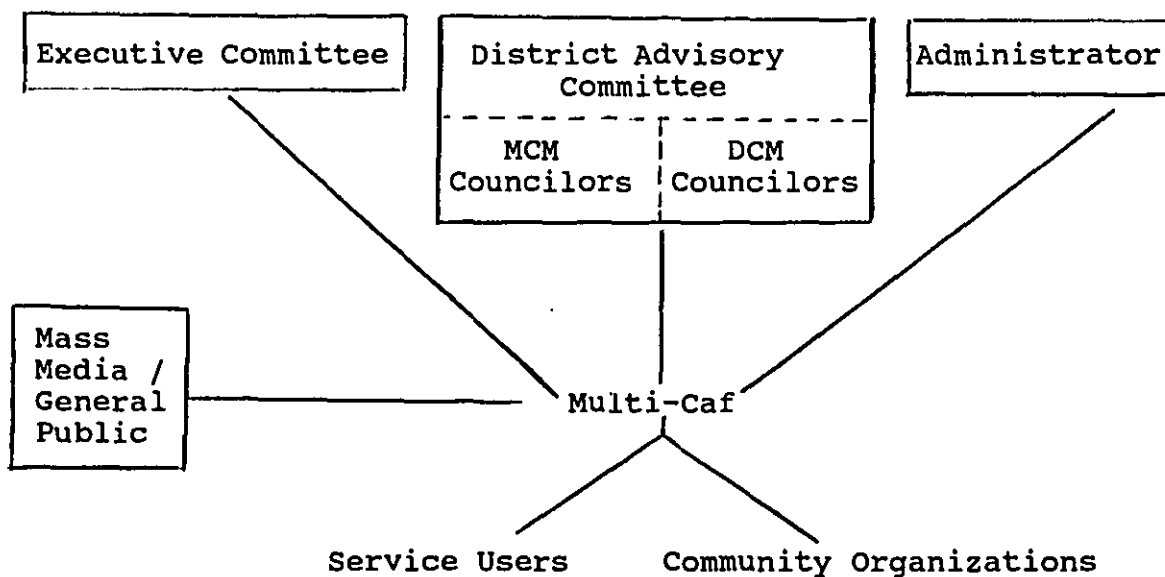 Executive Committee
District Advisory
Committee
MCM
Councilors
DCM
Councilors
Administrator
Mass
Media /
General
Public
Multi-Caf
Service Users
Community Organizations